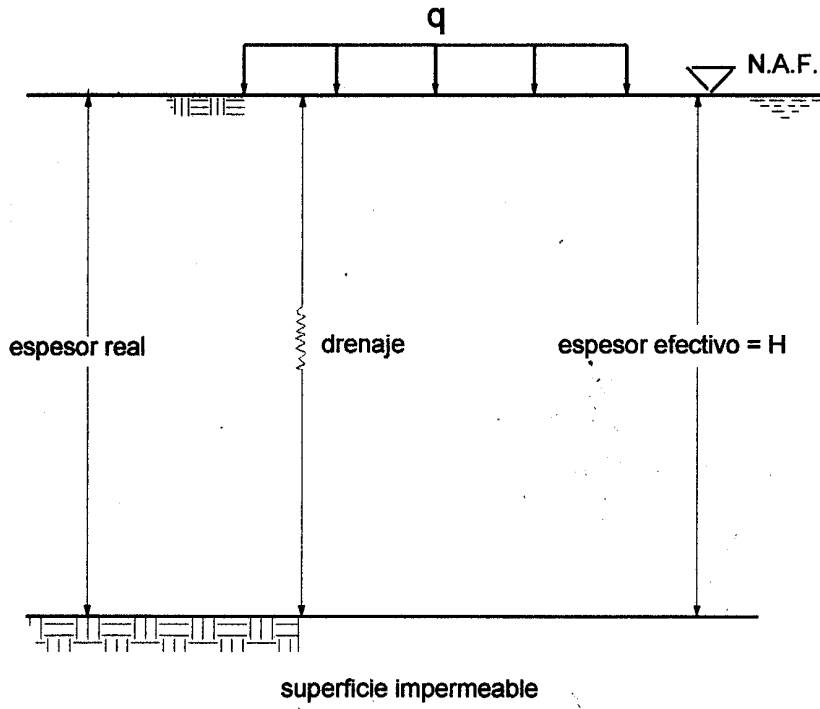 q
N.A.F.
espesor real
drenaje
espesor efectivo = H
superficie impermeable